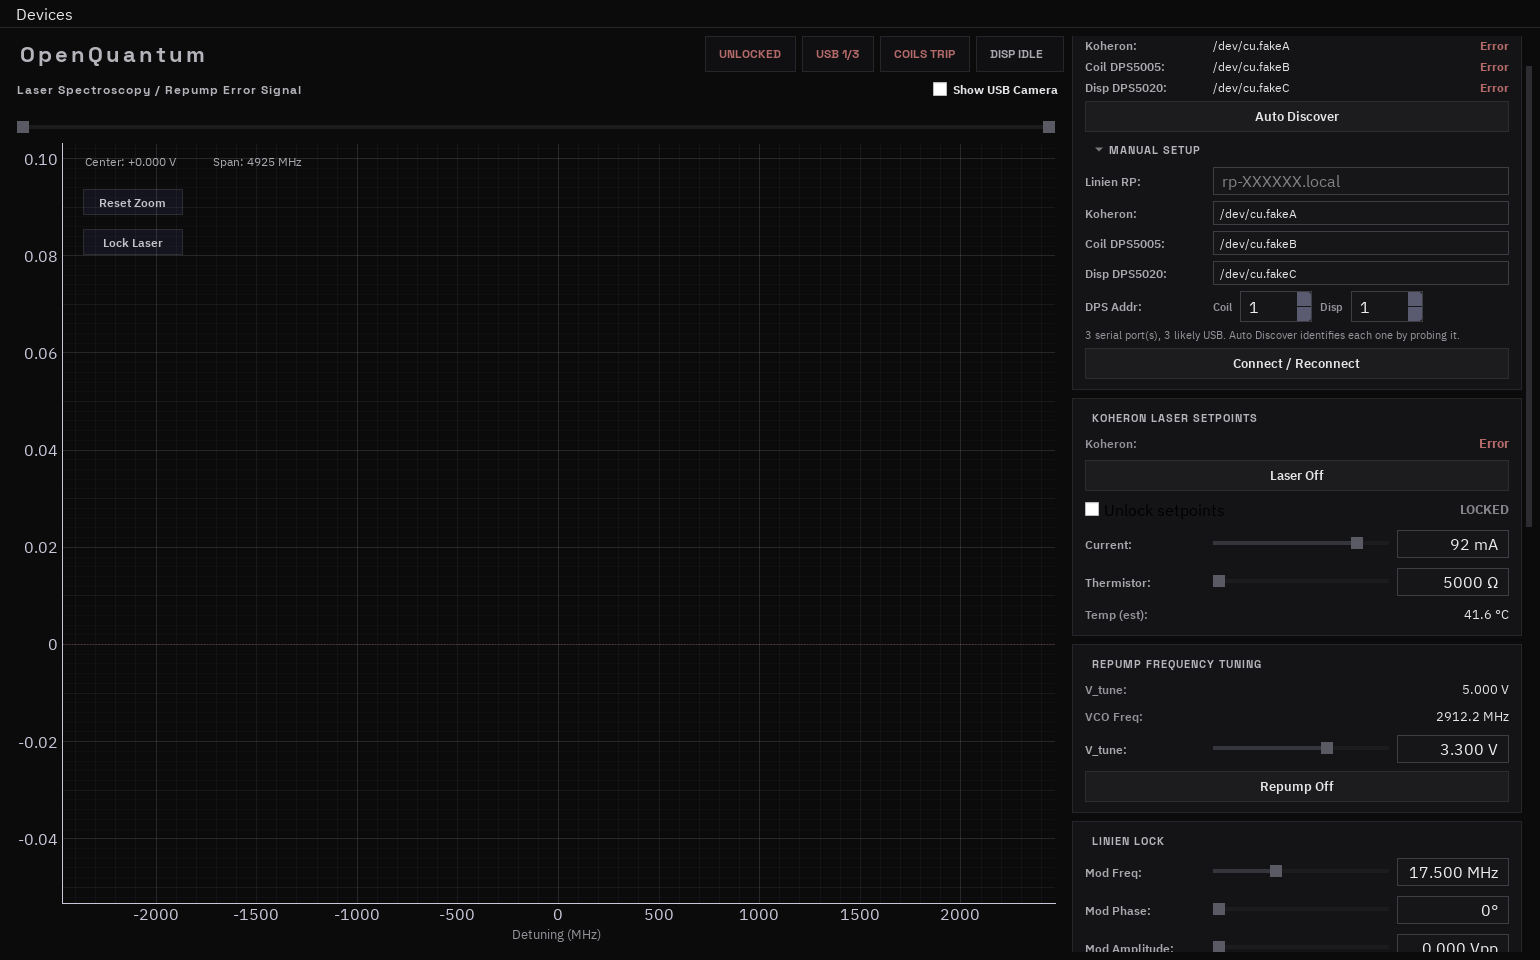 Devices
OpenQuantum
UNLOCKED
USB 1/3
COILS TRIP
DISP IDLE
Laser Spectroscopy / Repump Error Signal
Show USB Camera
Center: +0.000 V
Span: 4925 MHz
Reset Zoom
Lock Laser
0.10
0.08
0.06
0.04
0.02
0
-0.02
-0.04
-2000
-1500
-1000
-500
0
500
1000
1500
2000
Detuning (MHz)
Koheron: /dev/cu.fakeA Error
Coil DPS5005: /dev/cu.fakeB Error
Disp DPS5020: /dev/cu.fakeC Error
Auto Discover
MANUAL SETUP
Linien RP: rp-XXXXXX.local
Koheron: /dev/cu.fakeA
Coil DPS5005: /dev/cu.fakeB
Disp DPS5020: /dev/cu.fakeC
DPS Addr: Coil 1 Disp 1
3 serial port(s), 3 likely USB. Auto Discover identifies each one by probing it.
Connect / Reconnect
KOHERON LASER SETPOINTS
Koheron: Error
Laser Off
Unlock setpoints LOCKED
Current: 92 mA
Thermistor: 5000 Ω
Temp (est): 41.6 °C
REPUMP FREQUENCY TUNING
V_tune: 5.000 V
VCO Freq: 2912.2 MHz
V_tune: 3.300 V
Repump Off
LINIEN LOCK
Mod Freq: 17.500 MHz
Mod Phase: 0°
Mod Amplitude: 0.000 Vpp